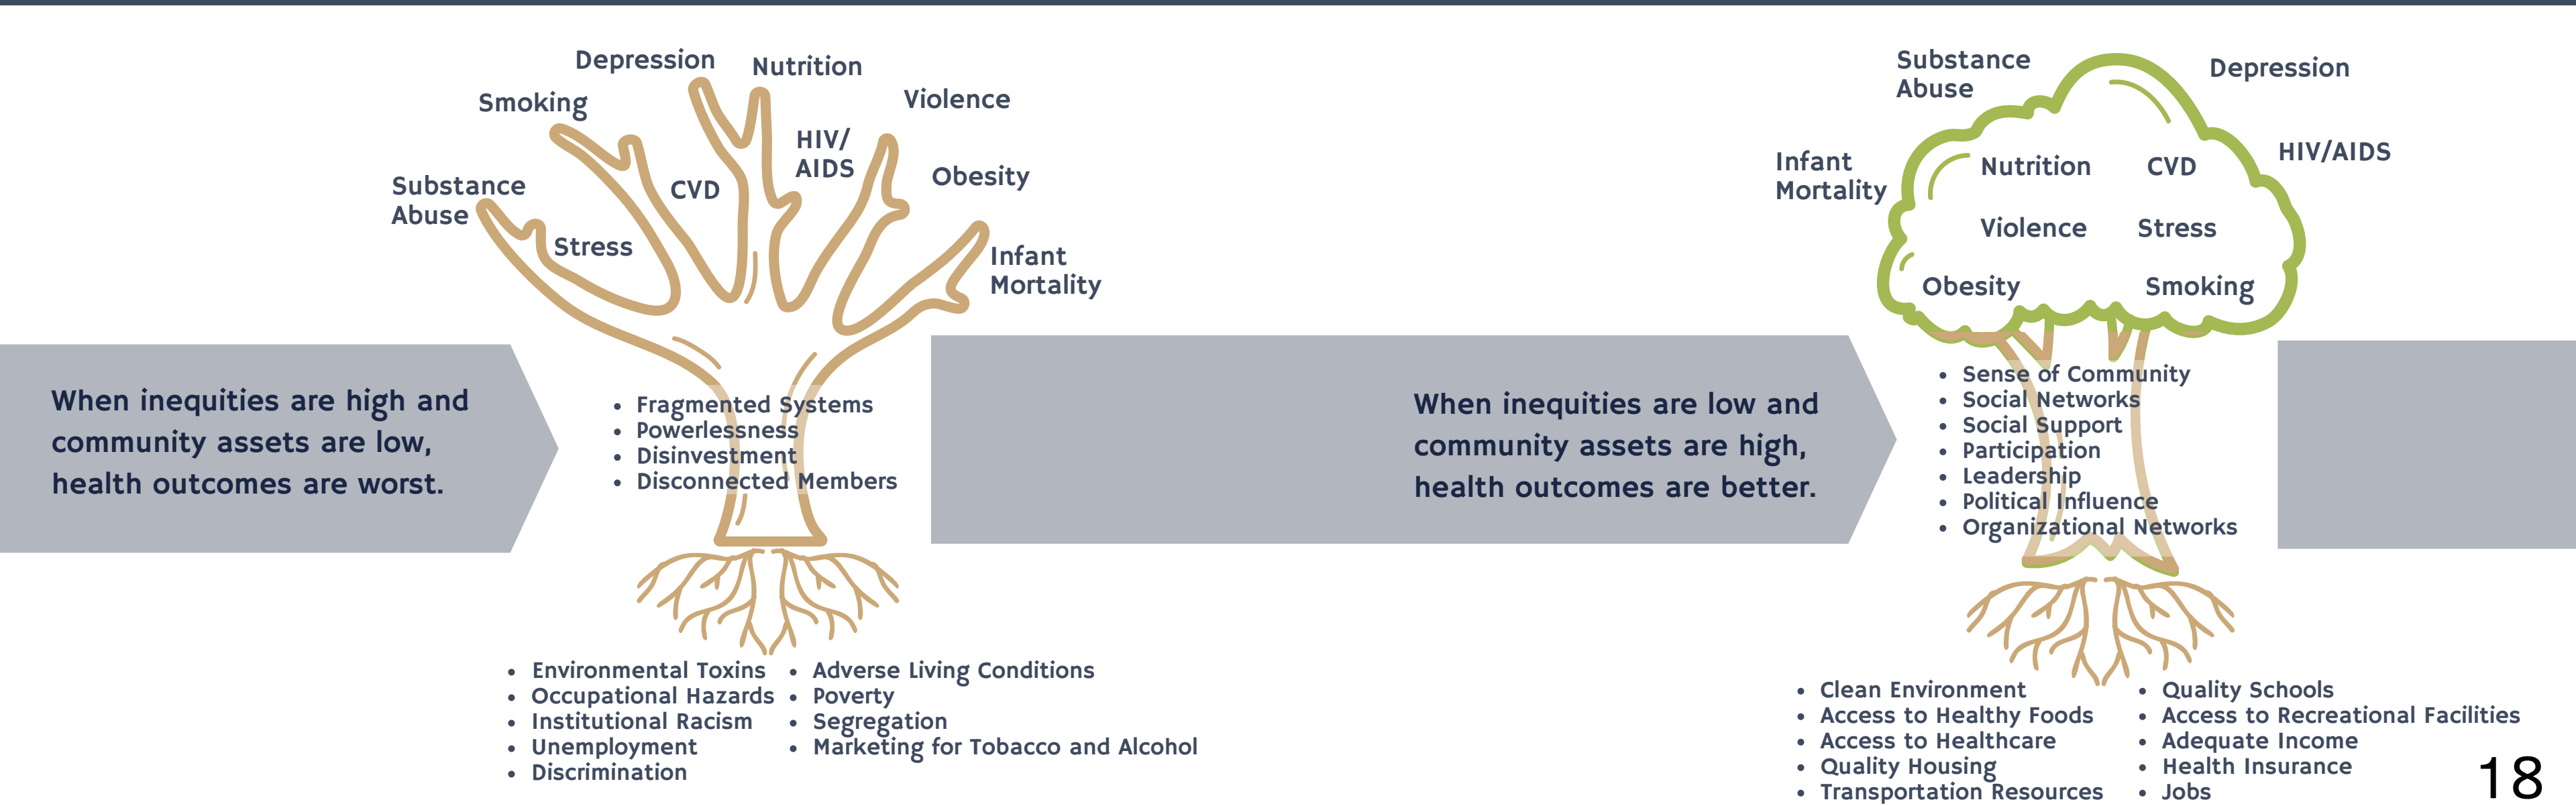 When inequities are high and
community assets are low,
health outcomes are worst.
Depression
Nutrition
Smoking
Violence
HIV/
AIDS
Substance
Abuse
CVD
Obesity
Stress
Infant
Mortality
• Fragmented Systems
• Powerlessness
• Disinvestment
• Disconnected Members
• Environmental Toxins
• Occupational Hazards
• Institutional Racism
• Unemployment
• Discrimination
• Adverse Living Conditions
• Poverty
• Segregation
• Marketing for Tobacco and Alcohol
When inequities are low and
community assets are high,
health outcomes are better.
Substance
Abuse
Depression
Infant
Mortality
HIV/AIDS
Nutrition
CVD
Violence
Stress
Obesity
Smoking
• Sense of Community
• Social Networks
• Social Support
• Participation
• Leadership
• Political Influence
• Organizational Networks
• Clean Environment
• Access to Healthy Foods
• Access to Healthcare
• Quality Housing
• Transportation Resources
• Quality Schools
• Access to Recreational Facilities
• Adequate Income
• Health Insurance
• Jobs
18